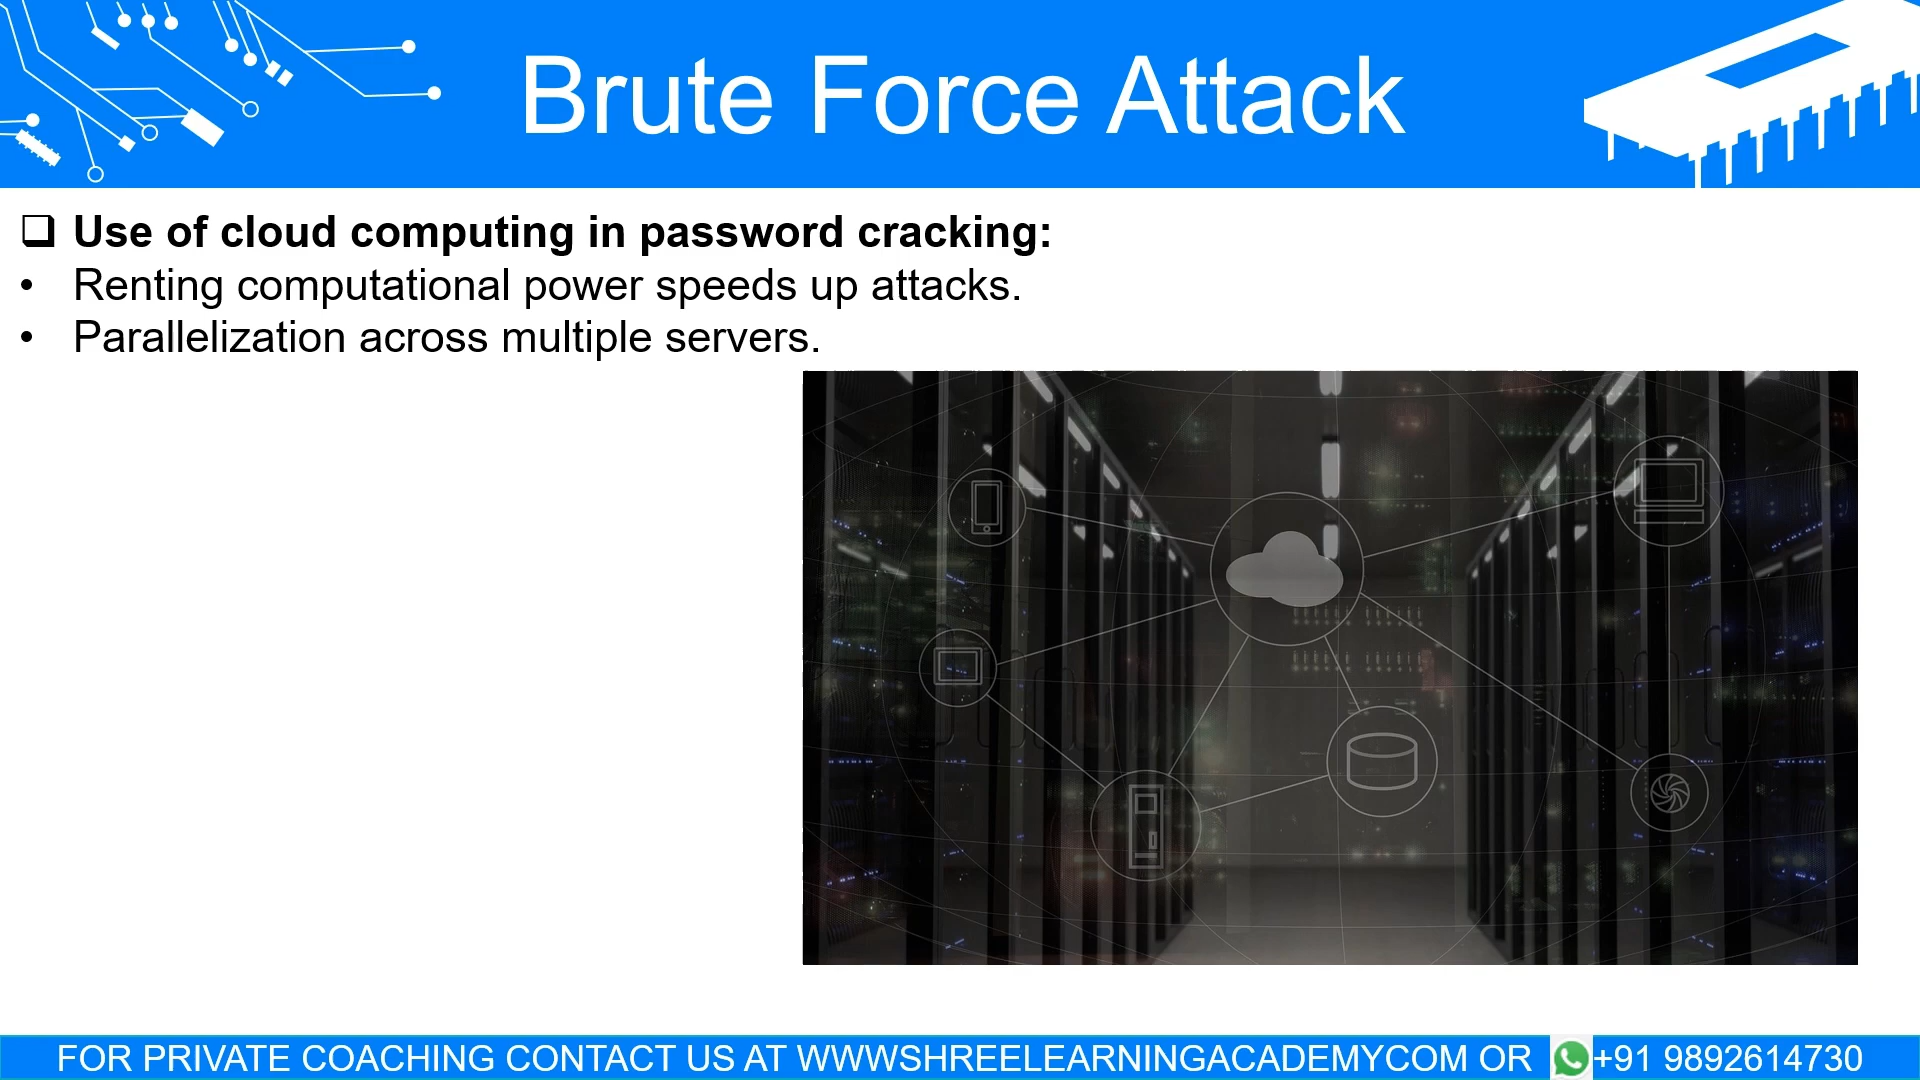 Brute Force Attack
❑ Use of cloud computing in password cracking:
• Renting computational power speeds up attacks.
• Parallelization across multiple servers.
FOR PRIVATE COACHING CONTACT US AT WWWSHREELEARNINGACADEMYCOM OR +91 9892614730